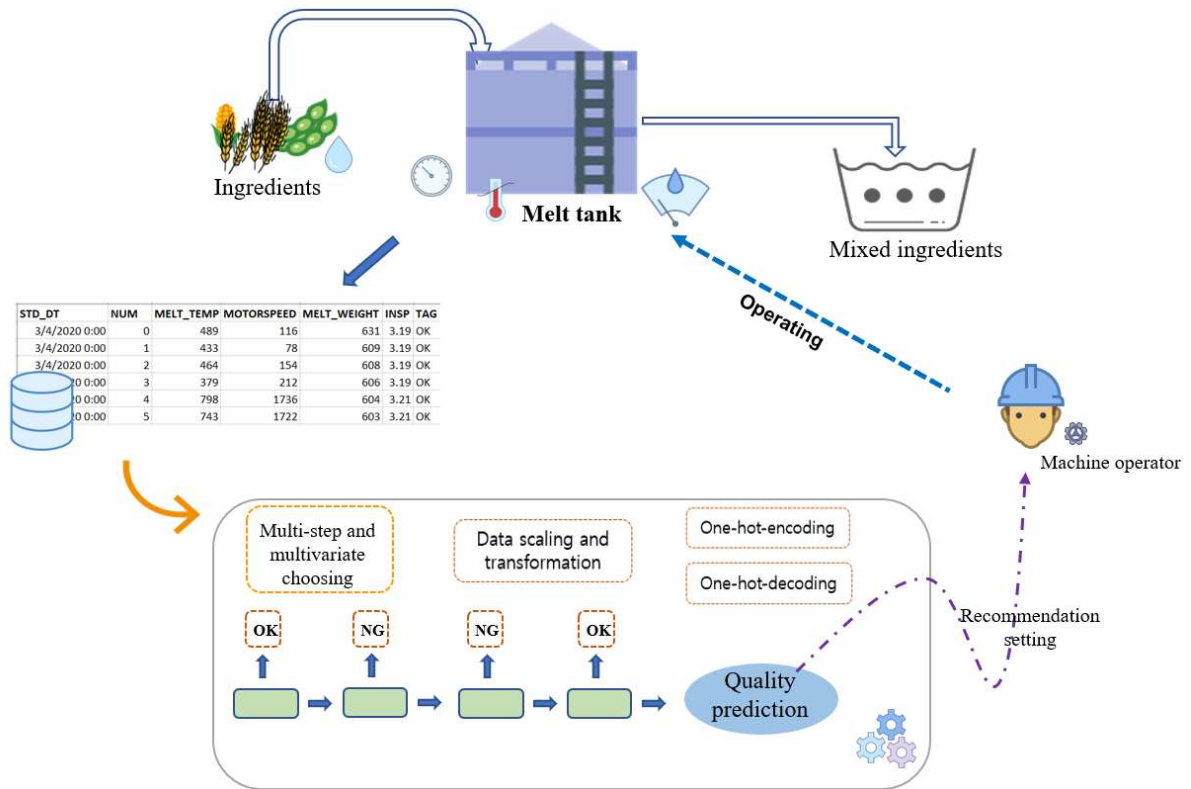 Ingredients
Melt tank
Mixed ingredients
Operating
STD_DT NUM MELT_TEMP MOTORSPEED MELT_WEIGHT INSP TAG
3/4/2020 0:00 0 489 116 631 3.19 OK
3/4/2020 0:00 1 433 78 609 3.19 OK
3/4/2020 0:00 2 464 154 608 3.19 OK
20 0:00 3 379 212 606 3.19 OK
20 0:00 4 798 1736 604 3.21 OK
20 0:00 5 743 1722 603 3.21 OK
Machine operator
Multi-step and
multivariate
choosing
Data scaling and
transformation
One-hot-encoding
One-hot-decoding
OK NG NG OK
Recommendation
setting
Quality
prediction